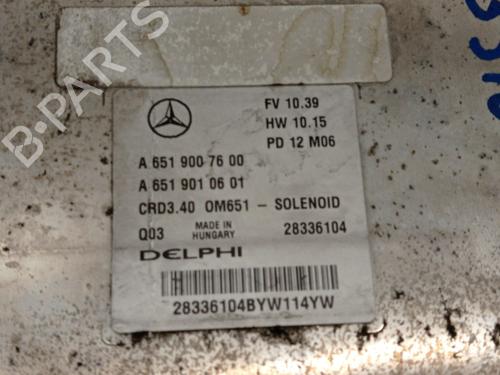 FV 10.39
HW 10.15
PD 12 M06
A 651 900 76 00
A 651 901 06 01
CRD3.40 OM651 - SOLENOID
Q03 MADE IN HUNGARY 28336104
DELPHI
28336104BYW114YW